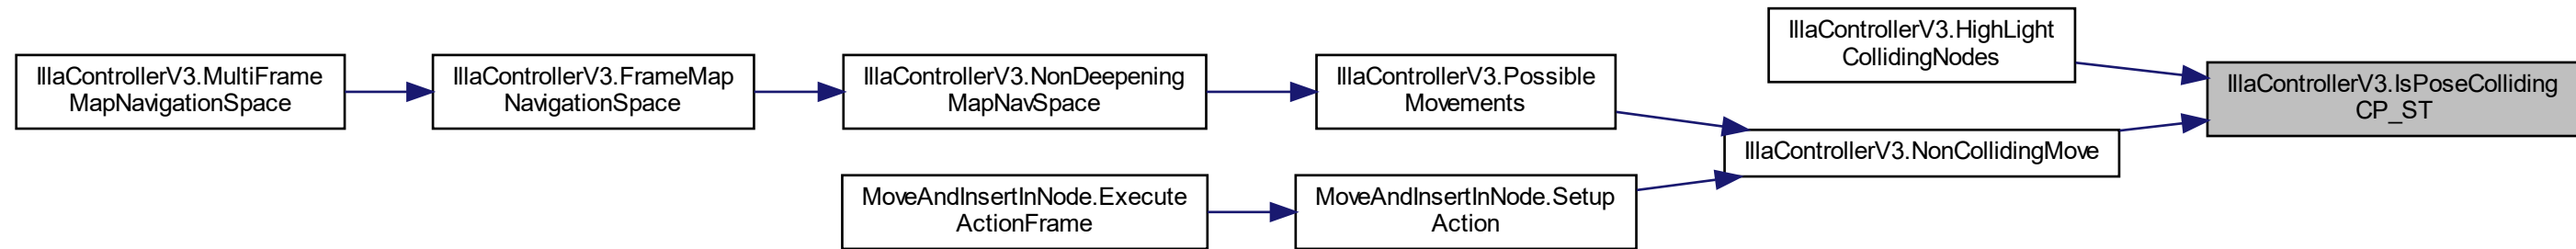 IllaControllerV3.MultiFrame
MapNavigationSpace
IllaControllerV3.FrameMap
NavigationSpace
IllaControllerV3.NonDeepening
MapNavSpace
IllaControllerV3.Possible
Movements
IllaControllerV3.HighLight
CollidingNodes
IllaControllerV3.IsPoseColliding
CP_ST
IllaControllerV3.NonCollidingMove
MoveAndInsertInNode.Execute
ActionFrame
MoveAndInsertInNode.Setup
Action